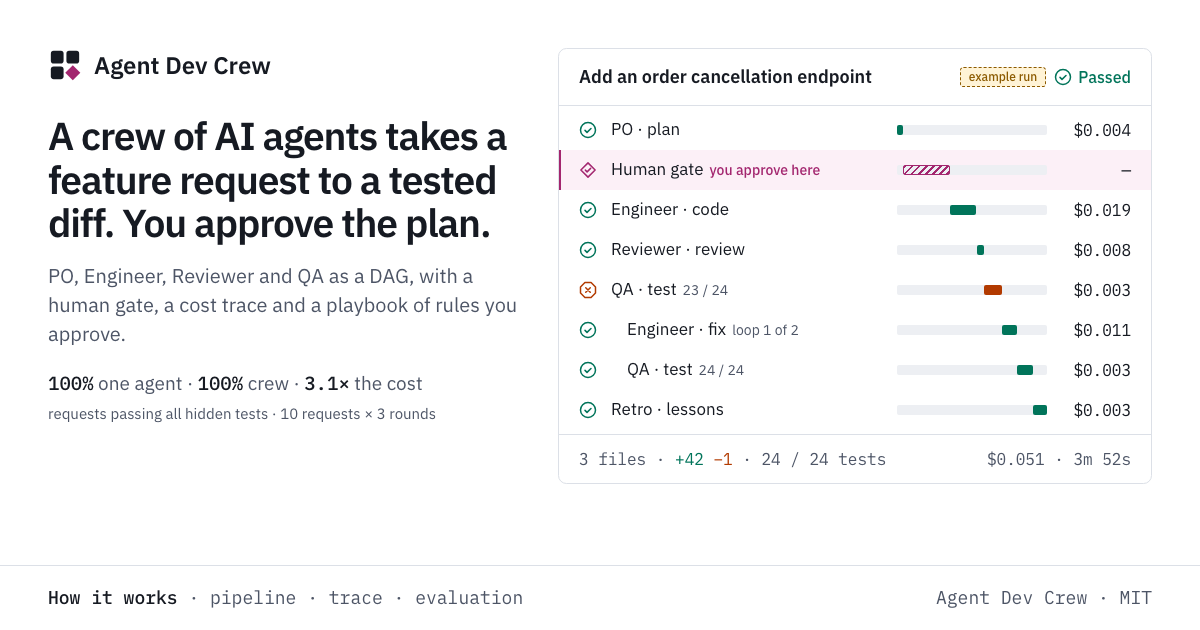 Agent Dev Crew
A crew of AI agents takes a
feature request to a tested
diff. You approve the plan.
PO, Engineer, Reviewer and QA as a DAG, with a
human gate, a cost trace and a playbook of rules you
approve.
100% one agent · 100% crew · 3.1× the cost
requests passing all hidden tests · 10 requests × 3 rounds
Add an order cancellation endpoint example run Passed
PO · plan $0.004
Human gate you approve here –
Engineer · code $0.019
Reviewer · review $0.008
QA · test 23 / 24 $0.003
Engineer · fix loop 1 of 2 $0.011
QA · test 24 / 24 $0.003
Retro · lessons $0.003
3 files · +42 −1 · 24 / 24 tests $0.051 · 3m 52s
How it works · pipeline · trace · evaluation
Agent Dev Crew · MIT